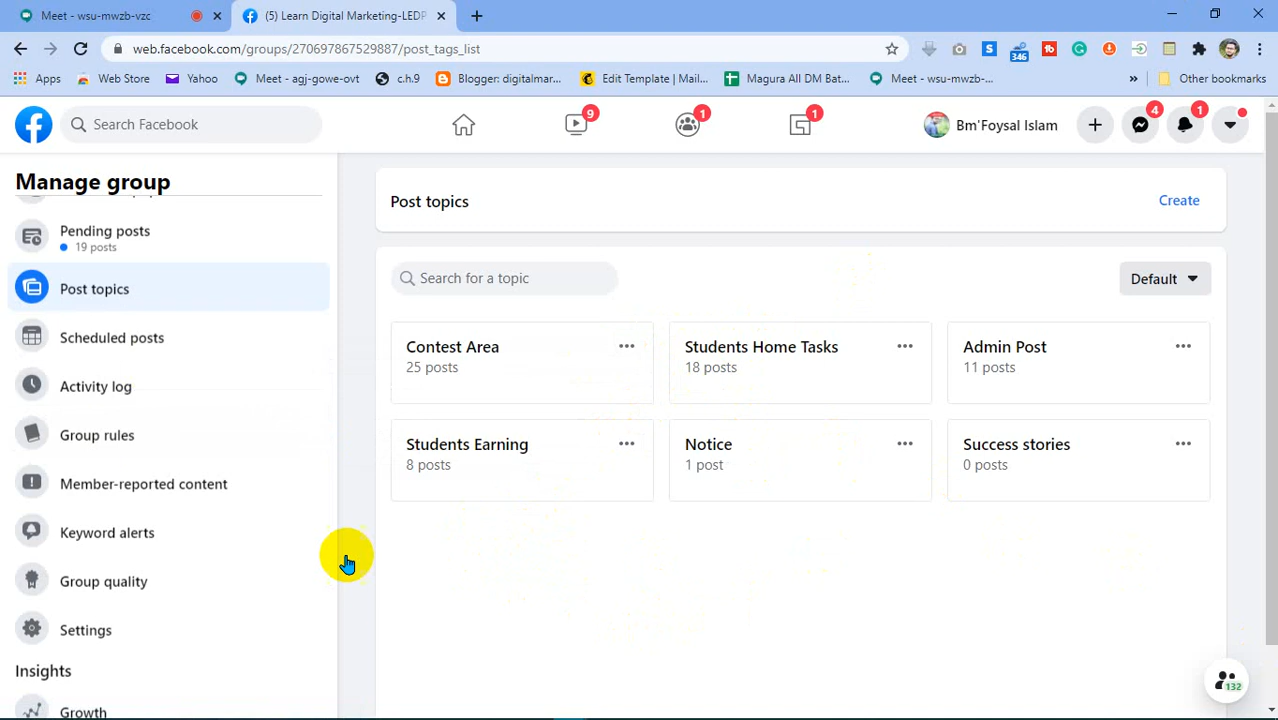 Meet - wsu-mwzb-vzc
(5) Learn Digital Marketing-LEDP
web.facebook.com/groups/270697867529887/post_tags_list
346
Apps
Web Store
Yahoo
Meet - agj-gowe-ovt
c.h.9
Blogger: digitalmar...
Edit Template | Mail...
Magura All DM Bat...
Meet - wsu-mwzb-...
Other bookmarks
Search Facebook
9
1
1
Bm'Foysal Islam
4
1
Manage group
Pending posts
19 posts
Post topics
Scheduled posts
Activity log
Group rules
Member-reported content
Keyword alerts
Group quality
Settings
Insights
Growth
Post topics
Create
Search for a topic
Default
Contest Area
25 posts
Students Home Tasks
18 posts
Admin Post
11 posts
Students Earning
8 posts
Notice
1 post
Success stories
0 posts
132